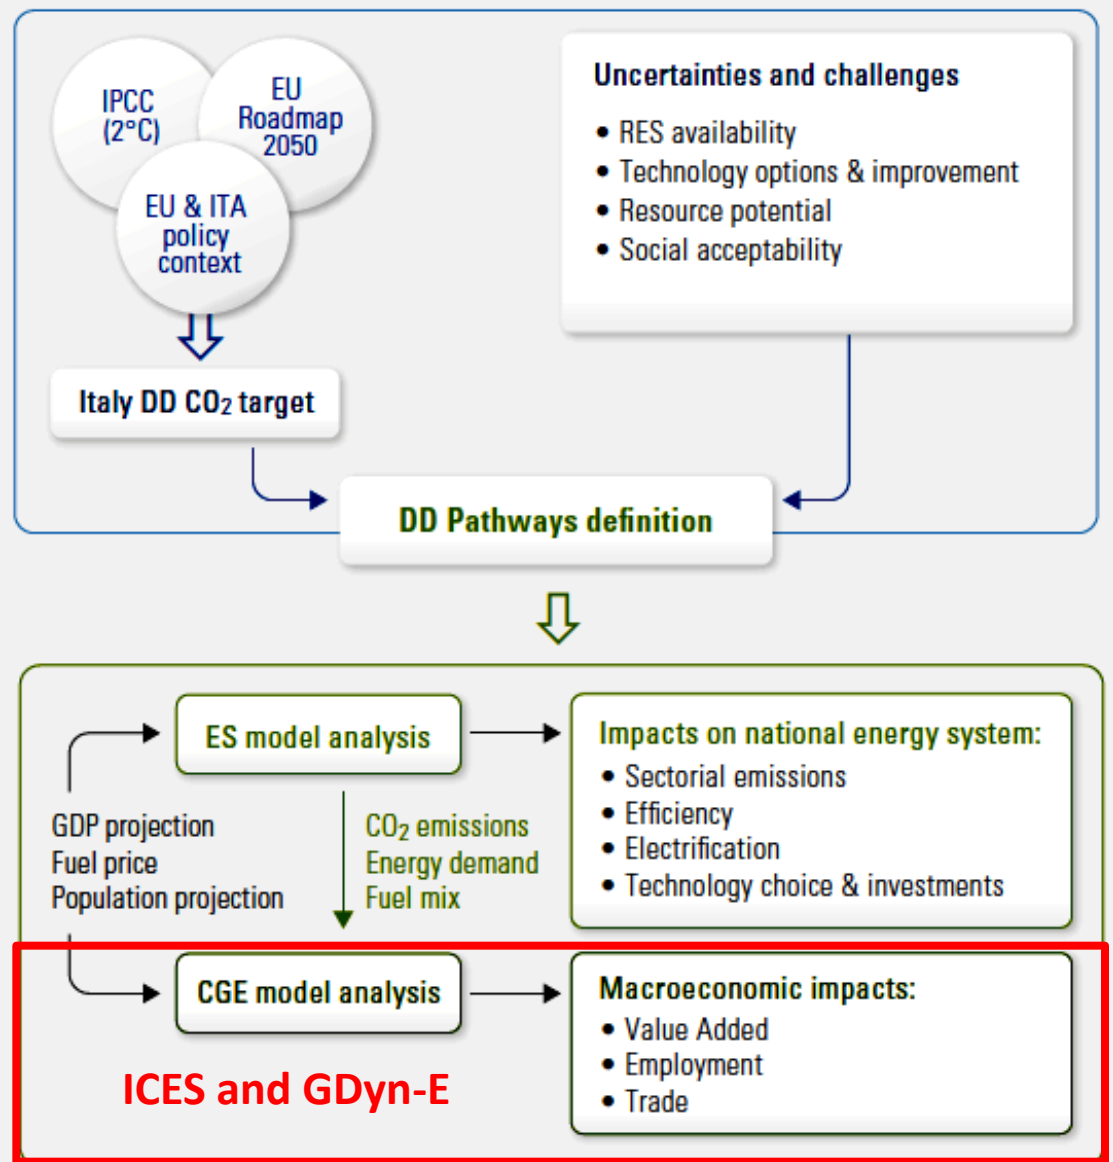 IPCC
(2°C)
EU
Roadmap
2050
EU & ITA
policy
context
Italy DD CO₂ target
Uncertainties and challenges
• RES availability
• Technology options & improvement
• Resource potential
• Social acceptability
DD Pathways definition
ES model analysis
Impacts on national energy system:
• Sectorial emissions
• Efficiency
• Electrification
• Technology choice & investments
GDP projection
Fuel price
Population projection
CO₂ emissions
Energy demand
Fuel mix
CGE model analysis
Macroeconomic impacts:
• Value Added
• Employment
• Trade
ICES and GDyn-E